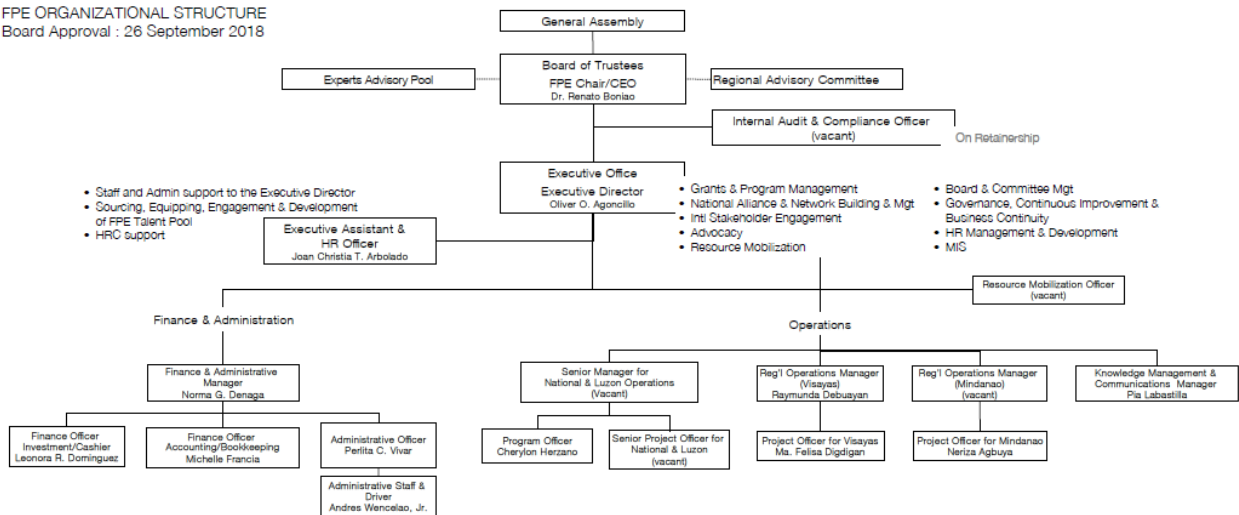 FPE ORGANIZATIONAL STRUCTURE
Board Approval : 26 September 2018
General Assembly
Board of Trustees
FPE Chair/CEO
Dr. Renato Boniao
Experts Advisory Pool
Regional Advisory Committee
Internal Audit & Compliance Officer
(vacant)
On Retainership
Executive Office
Executive Director
Oliver O. Agoncillo
• Staff and Admin support to the Executive Director
• Sourcing, Equipping, Engagement & Development
of FPE Talent Pool
• HRC support
Executive Assistant &
HR Officer
Joan Christia T. Arbolado
• Grants & Program Management
• National Alliance & Network Building & Mgt
• Intl Stakeholder Engagement
• Advocacy
• Resource Mobilization
• Board & Committee Mgt
• Governance, Continuous Improvement &
Business Continuity
• HR Management & Development
• MIS
Resource Mobilization Officer
(vacant)
Finance & Administration
Operations
Finance & Administrative
Manager
Norma G. Denaga
Senior Manager for
National & Luzon Operations
(Vacant)
Reg'l Operations Manager
(Visayas)
Raymunda Debuayan
Reg'l Operations Manager
(Mindanao)
(vacant)
Knowledge Management &
Communications Manager
Pia Labastilla
Finance Officer
Investment/Cashier
Leonora R. Dominguez
Finance Officer
Accounting/Bookkeeping
Michelle Francia
Administrative Officer
Perlita C. Vivar
Program Officer
Cherylon Herzano
Senior Project Officer for
National & Luzon
(vacant)
Project Officer for Visayas
Ma. Felisa Digdigan
Project Officer for Mindanao
Neriza Agbuya
Administrative Staff &
Driver
Andres Wencelao, Jr.